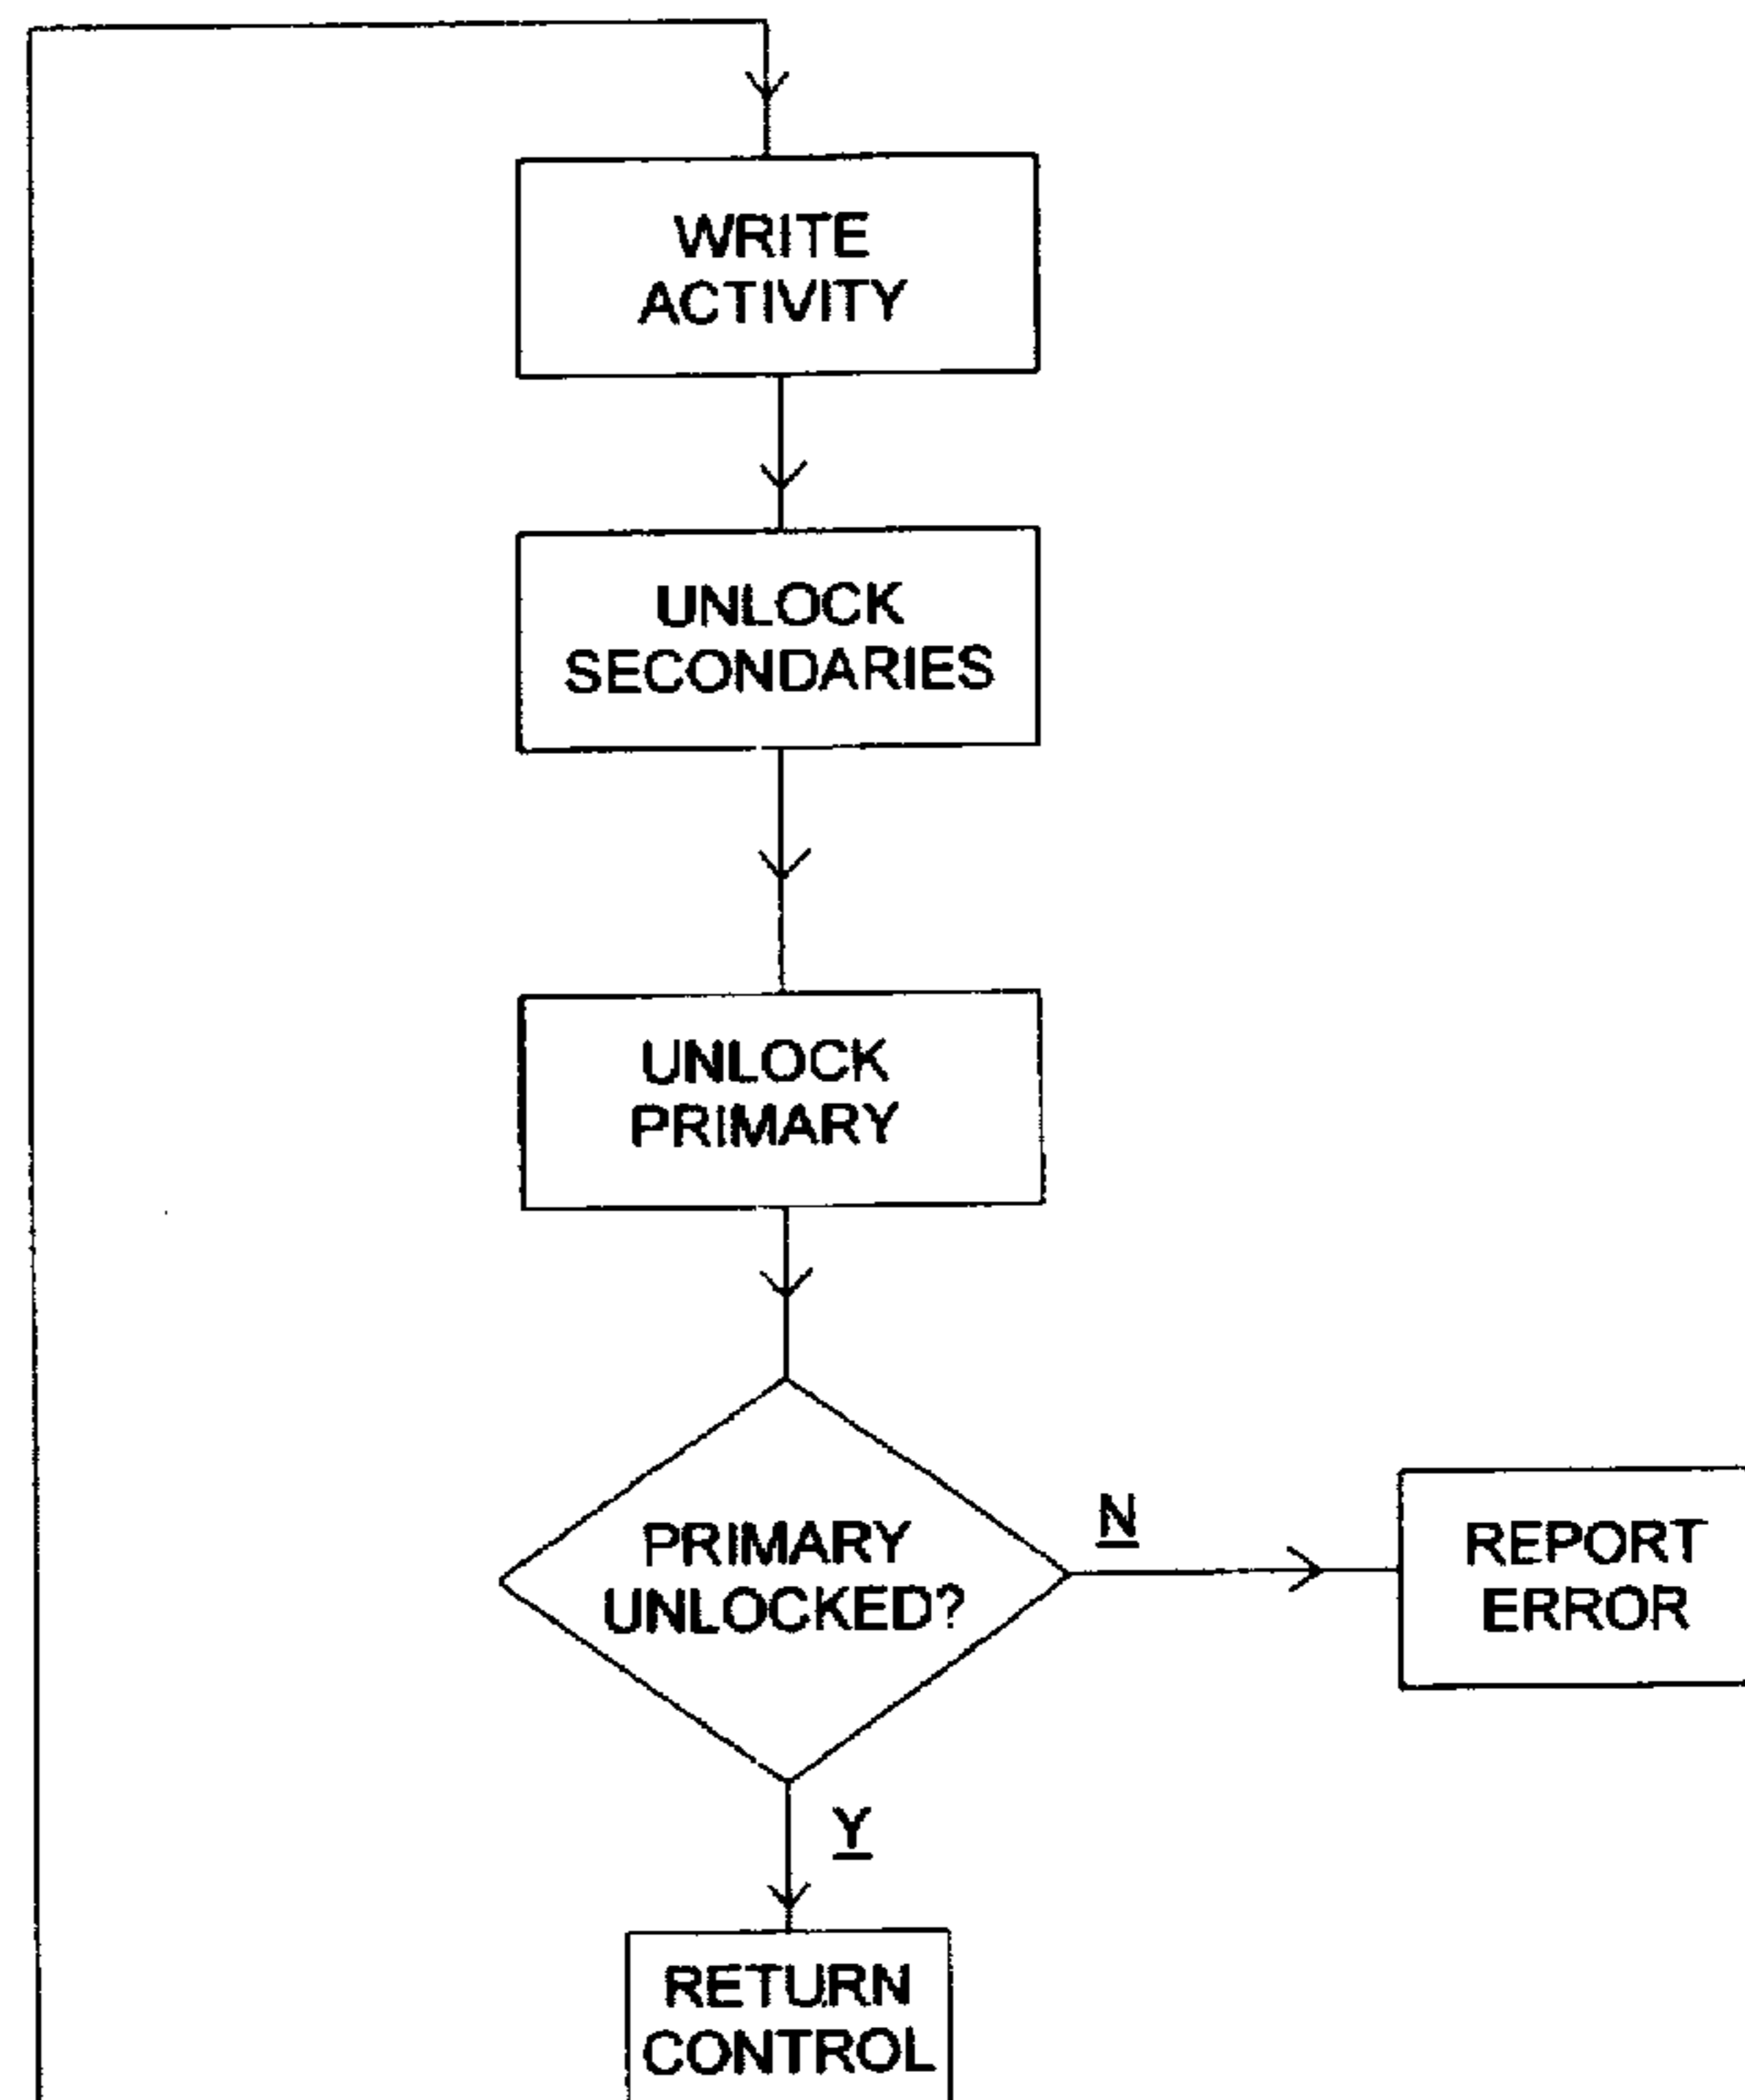 WRITE
ACTIVITY
UNLOCK
SECONDARIES
UNLOCK
PRIMARY
PRIMARY
UNLOCKED?
N
REPORT
ERROR
Y
RETURN
CONTROL